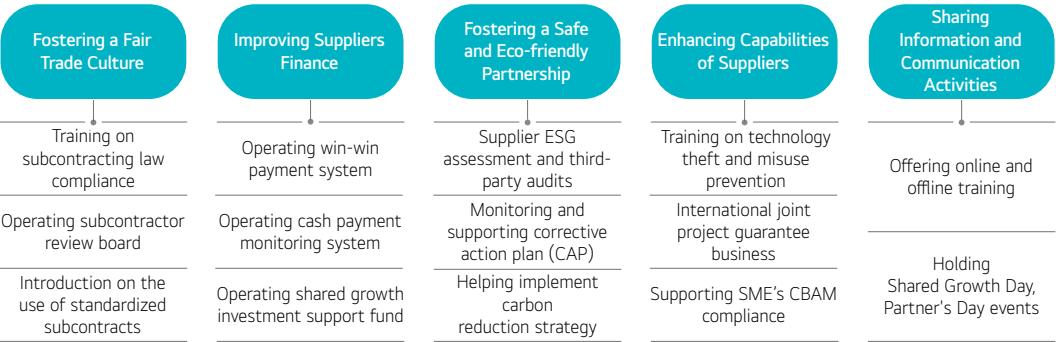 Fostering a Fair
Trade Culture
Training on
subcontracting law
compliance
Operating subcontractor
review board
Introduction on the
use of standardized
subcontracts
Improving Suppliers
Finance
Operating win-win
payment system
Operating cash payment
monitoring system
Operating shared growth
investment support fund
Fostering a Safe
and Eco-friendly
Partnership
Supplier ESG
assessment and third-
party audits
Monitoring and
supporting corrective
action plan (CAP)
Helping implement
carbon
reduction strategy
Enhancing Capabilities
of Suppliers
Training on technology
theft and misuse
prevention
International joint
project guarantee
business
Supporting SME's CBAM
compliance
Sharing
Information and
Communication
Activities
Offering online and
offline training
Holding
Shared Growth Day,
Partner's Day events